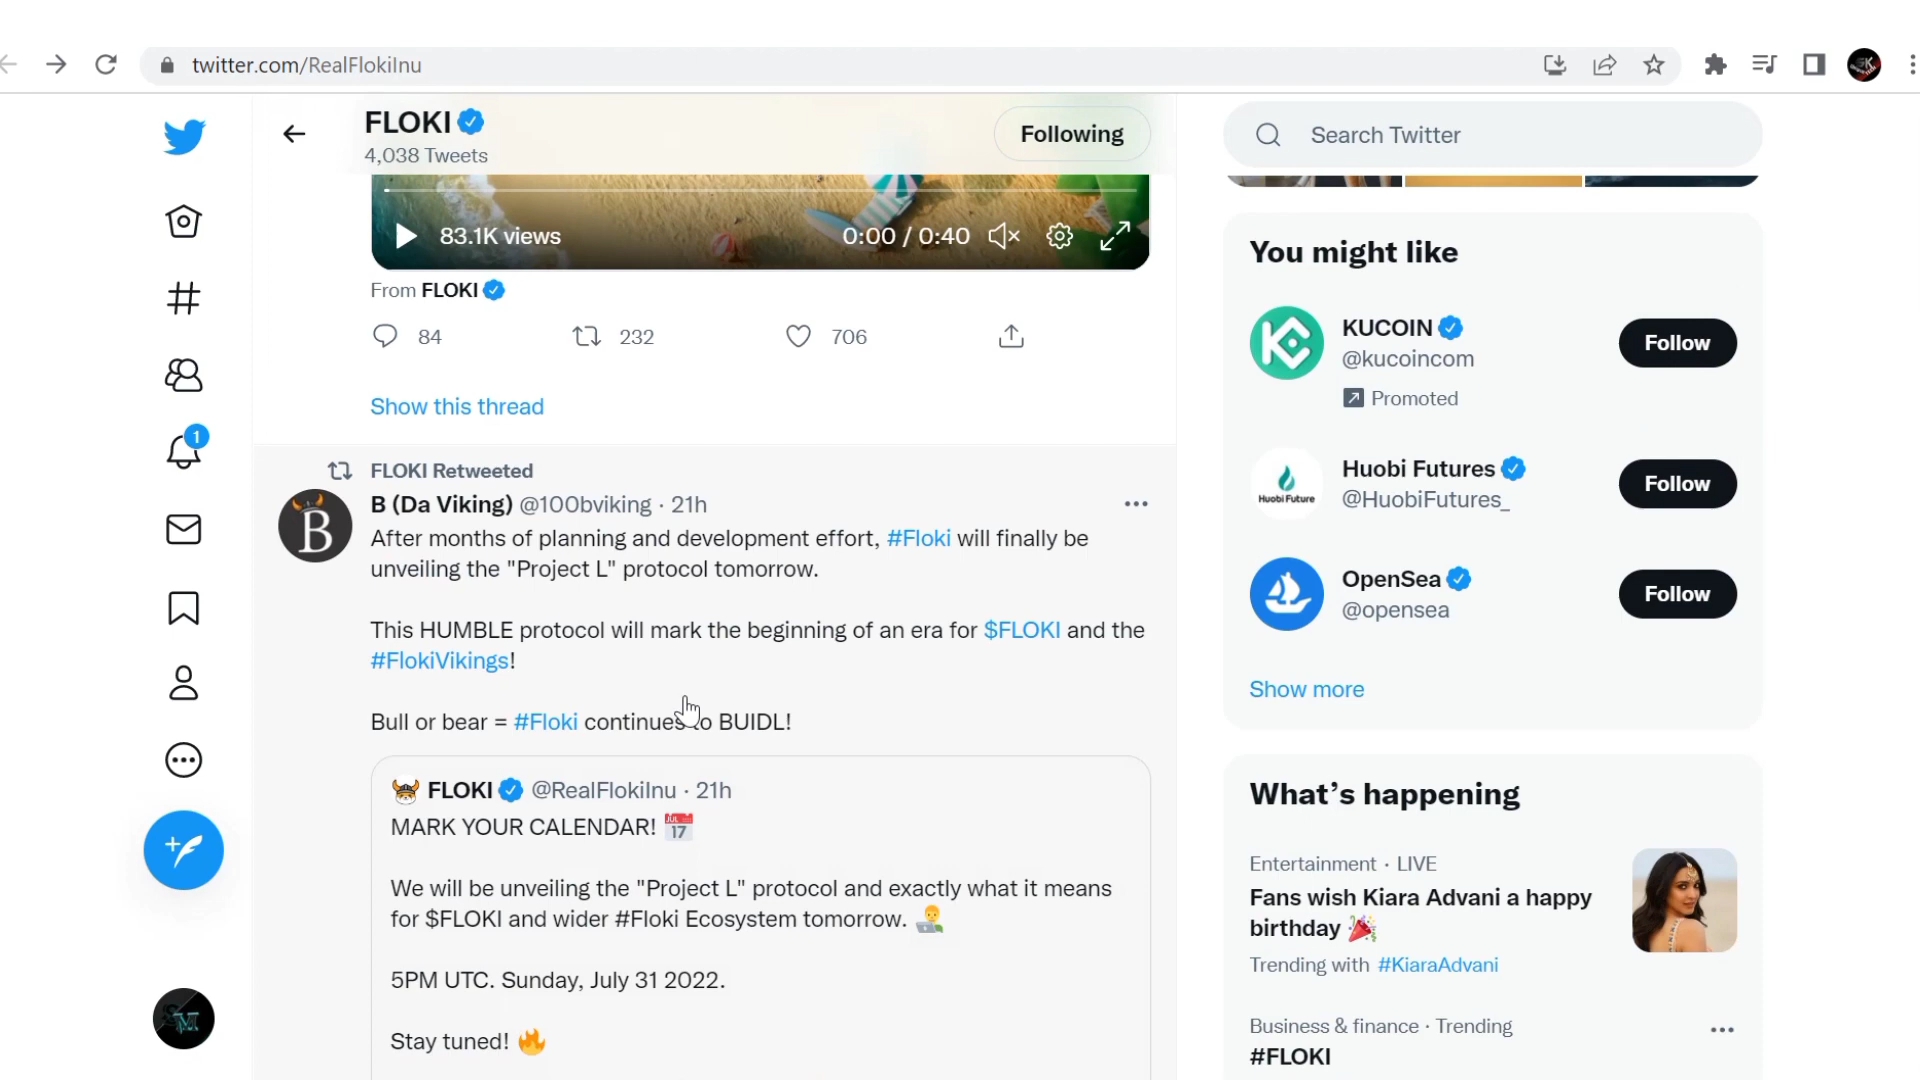 twitter.com/RealFlokiInu
FLOKI
4,038 Tweets
Following
Search Twitter
83.1K views
0:00 / 0:40
From FLOKI
84
232
706
Show this thread
FLOKI Retweeted
B
B (Da Viking) @100bviking · 21h
After months of planning and development effort, #Floki will finally be
unveiling the "Project L" protocol tomorrow.
This HUMBLE protocol will mark the beginning of an era for $FLOKI and the
#FlokiVikings!
Bull or bear = #Floki continues to BUIDL!
FLOKI @RealFlokiInu · 21h
MARK YOUR CALENDAR! JUL 17
We will be unveiling the "Project L" protocol and exactly what it means
for $FLOKI and wider #Floki Ecosystem tomorrow.
5PM UTC. Sunday, July 31 2022.
Stay tuned!
1
You might like
KUCOIN
@kucoincom
Promoted
Follow
Huobi Future
Huobi Futures
@HuobiFutures_
Follow
OpenSea
@opensea
Follow
Show more
What's happening
Entertainment · LIVE
Fans wish Kiara Advani a happy
birthday
Trending with #KiaraAdvani
Business & finance · Trending
#FLOKI